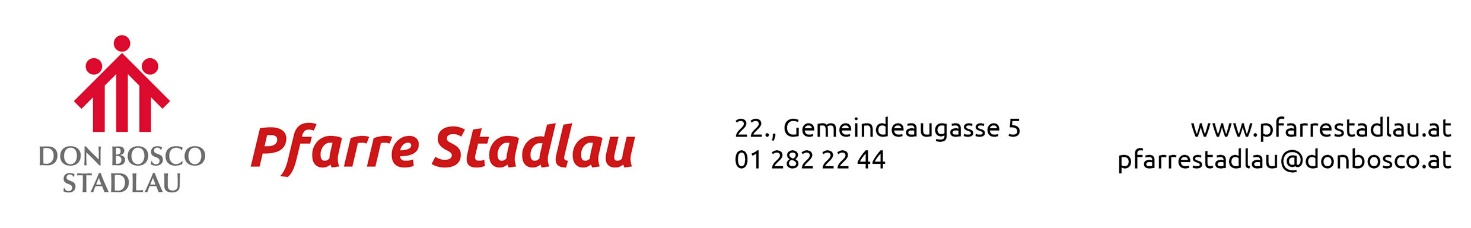 DON BOSCO
STADLAU
Pfarre Stadlau
22., Gemeindeaugasse 5
01 282 22 44
www.pfarrestadlau.at
pfarrestadlau@donbosco.at